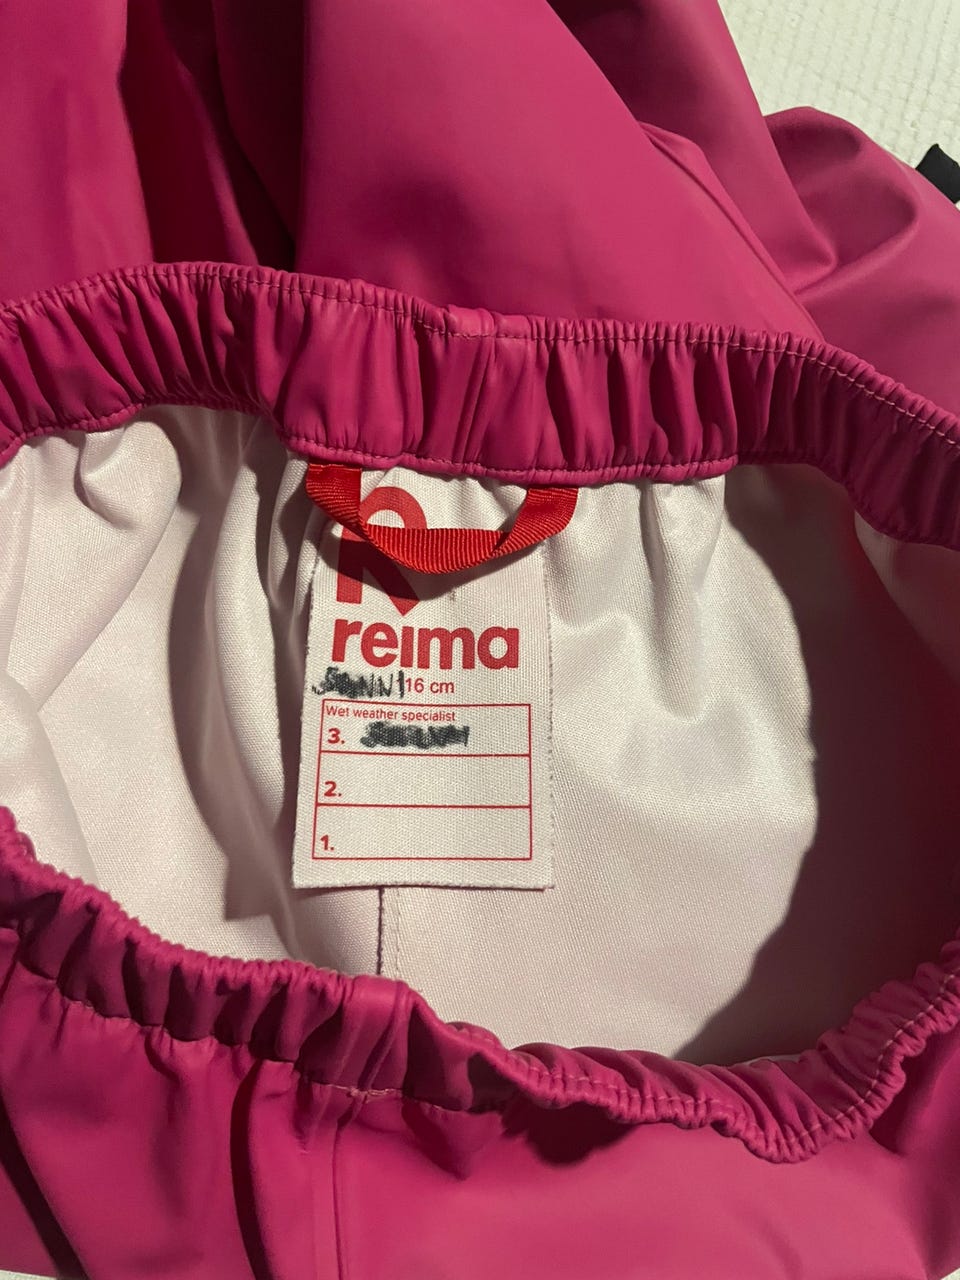 reima
16 cm
Wet weather specialist
3.
2.
1.